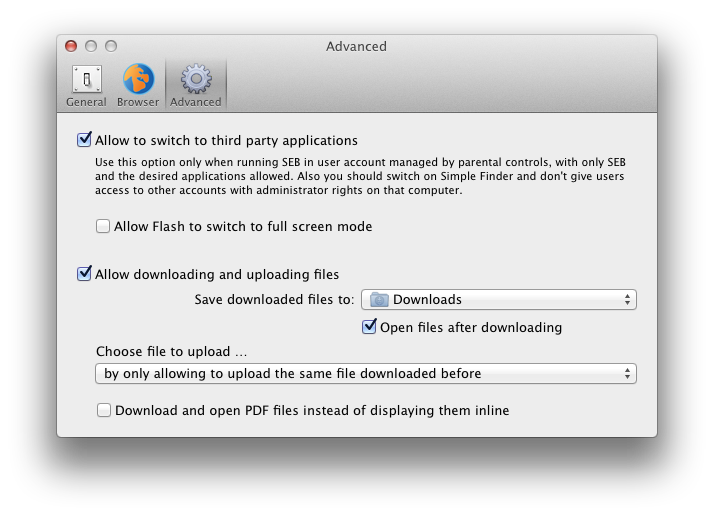 Advanced
General Browser Advanced
Allow to switch to third party applications
Use this option only when running SEB in user account managed by parental controls, with only SEB
and the desired applications allowed. Also you should switch on Simple Finder and don't give users
access to other accounts with administrator rights on that computer.
Allow Flash to switch to full screen mode
Allow downloading and uploading files
Save downloaded files to: Downloads
Open files after downloading
Choose file to upload ...
by only allowing to upload the same file downloaded before
Download and open PDF files instead of displaying them inline